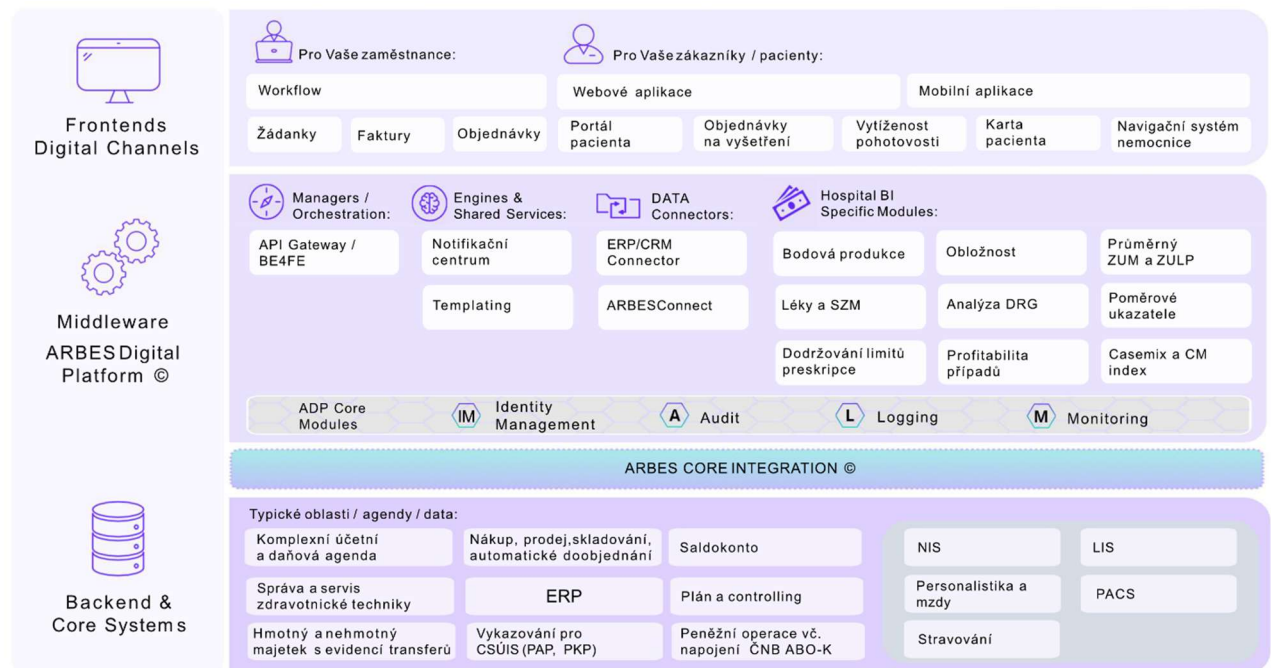 Frontends
Digital Channels
Pro Vaše zaměstnance:
Pro Vaše zákazníky / pacienty:
Workflow
Webové aplikace
Mobilní aplikace
Žádanky
Faktury
Objednávky
Portál
pacienta
Objednávky
na vyšetření
Vytíženost
pohotovosti
Karta
pacienta
Navigační systém
nemocnice
Middleware
ARBES Digital
Platform ©
Managers /
Orchestration:
Engines &
Shared Services:
DATA
Connectors:
Hospital BI
Specific Modules:
API Gateway /
BE4FE
Notifikační
centrum
ERP/CRM
Connector
Bodová produkce
Obložnost
Průměrný
ZUM a ZULP
Templating
ARBESConnect
Léky a SZM
Analýza DRG
Poměrové
ukazatele
Dodržování limitů
preskripce
Profitabilita
případů
Casemix a CM
index
ADP Core
Modules
IM
Identity
Management
A
Audit
L
Logging
M
Monitoring
ARBES CORE INTEGRATION ©
Backend &
Core Systems
Typické oblasti / agendy / data:
Komplexní účetní
a daňová agenda
Nákup, prodej,skladování,
automatické doobjednání
Saldokonto
NIS
LIS
Správa a servis
zdravotnické techniky
ERP
Plán a controlling
Personalistika a
mzdy
PACS
Hmotný a nehmotný
majetek s evidencí transferů
Vykazování pro
CSÚIS (PAP, PKP)
Peněžní operace vč.
napojení ČNB ABO-K
Stravování